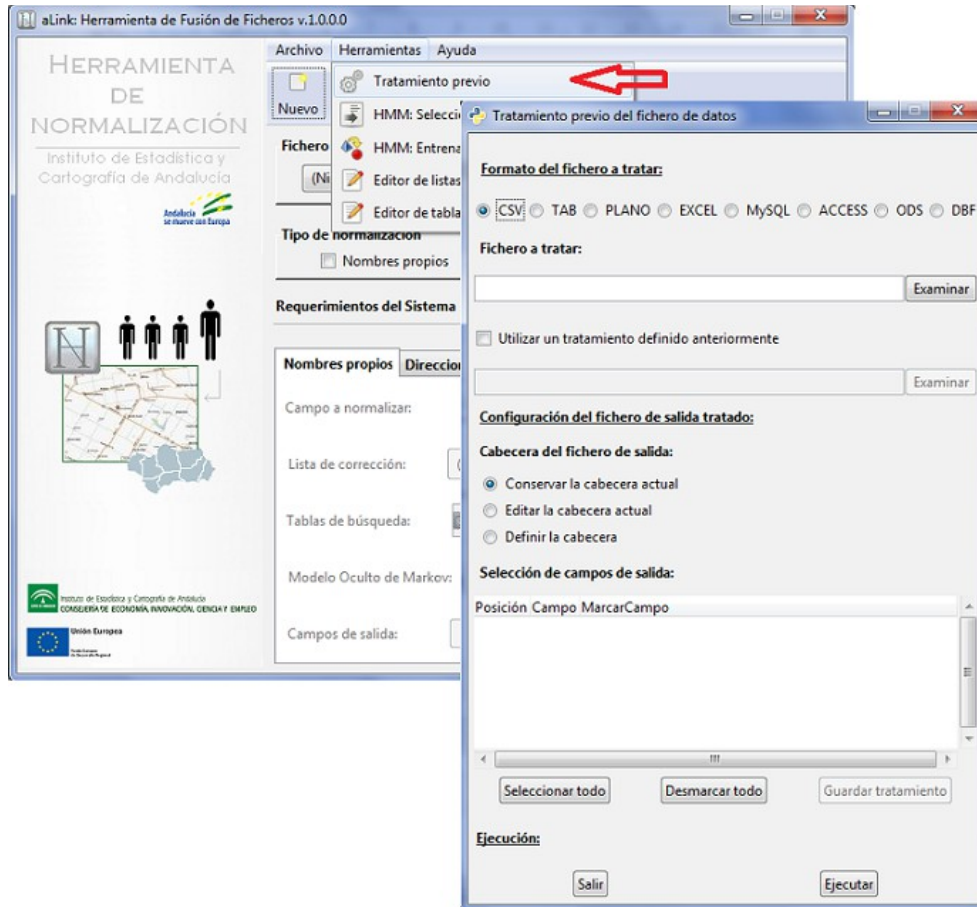 aLink: Herramienta de Fusión de Ficheros v.1.0.0.0
HERRAMIENTA
DE
NORMALIZACIÓN
Instituto de Estadística y
Cartografía de Andalucía
Andalucía
se mueve con Europa
Instituto de Estadística y Cartografía de Andalucía
CONSEJERÍA DE ECONOMÍA, INNOVACIÓN, CIENCIA Y EMPLEO
Unión Europea
Archivo Herramientas Ayuda
Nuevo
Tratamiento previo
HMM: Selecci
HMM: Entrena
Editor de listas
Editor de tabla
Fichero
(Ni
Tipo de normalización
Nombres propios
Requerimientos del Sistema
Nombres propios Direccion
Campo a normalizar:
Lista de corrección:
Tablas de búsqueda:
Modelo Oculto de Markov:
Campos de salida:
Tratamiento previo del fichero de datos
Formato del fichero a tratar:
CSV TAB PLANO EXCEL MySQL ACCESS ODS DBF
Fichero a tratar:
Examinar
Utilizar un tratamiento definido anteriormente
Examinar
Configuración del fichero de salida tratado:
Cabecera del fichero de salida:
Conservar la cabecera actual
Editar la cabecera actual
Definir la cabecera
Selección de campos de salida:
Posición Campo MarcarCampo
Seleccionar todo Desmarcar todo Guardar tratamiento
Ejecución:
Salir Ejecutar